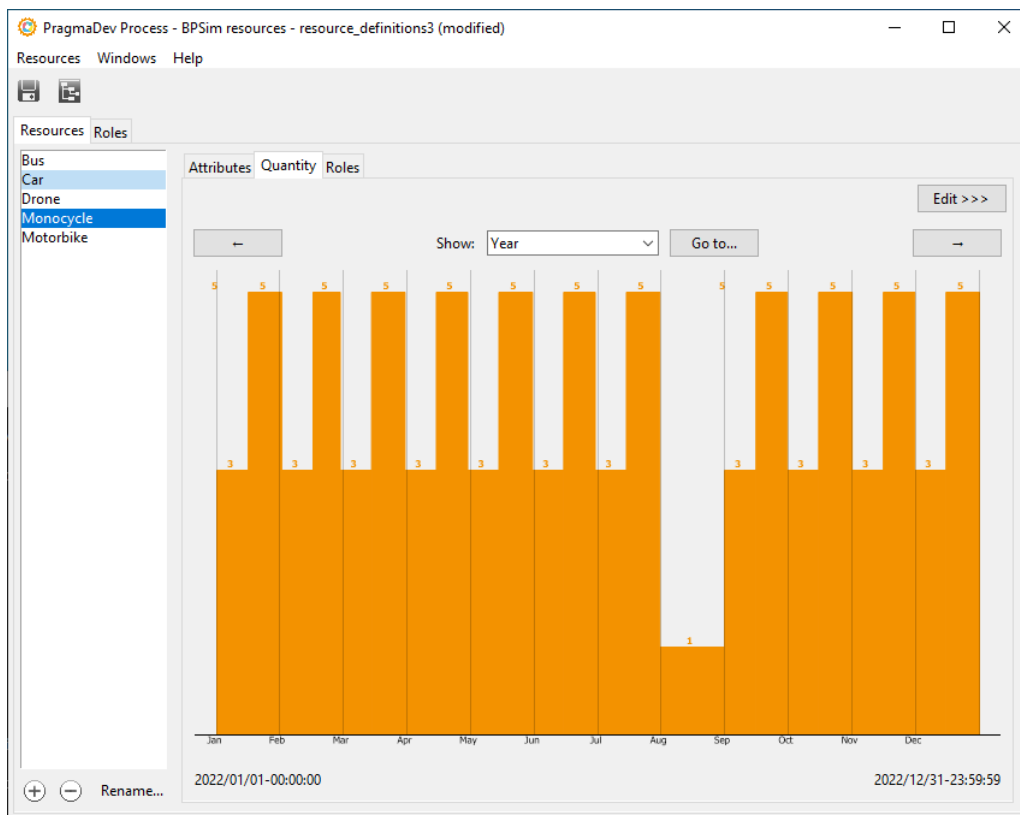 PragmaDev Process - BPSim resources - resource_definitions3 (modified)
Resources Windows Help
Resources Roles
Bus
Car
Drone
Monocycle
Motorbike
Attributes Quantity Roles
Edit >>>
← Show: Year Go to... →
5 5 5 5 5 5 5 5 5 5 5 5 5
3 3 3 3 3 3 3 3 3 3 3
1
Jan Feb Mar Apr May Jun Jul Aug Sep Oct Nov Dec
2022/01/01-00:00:00 2022/12/31-23:59:59
Rename...